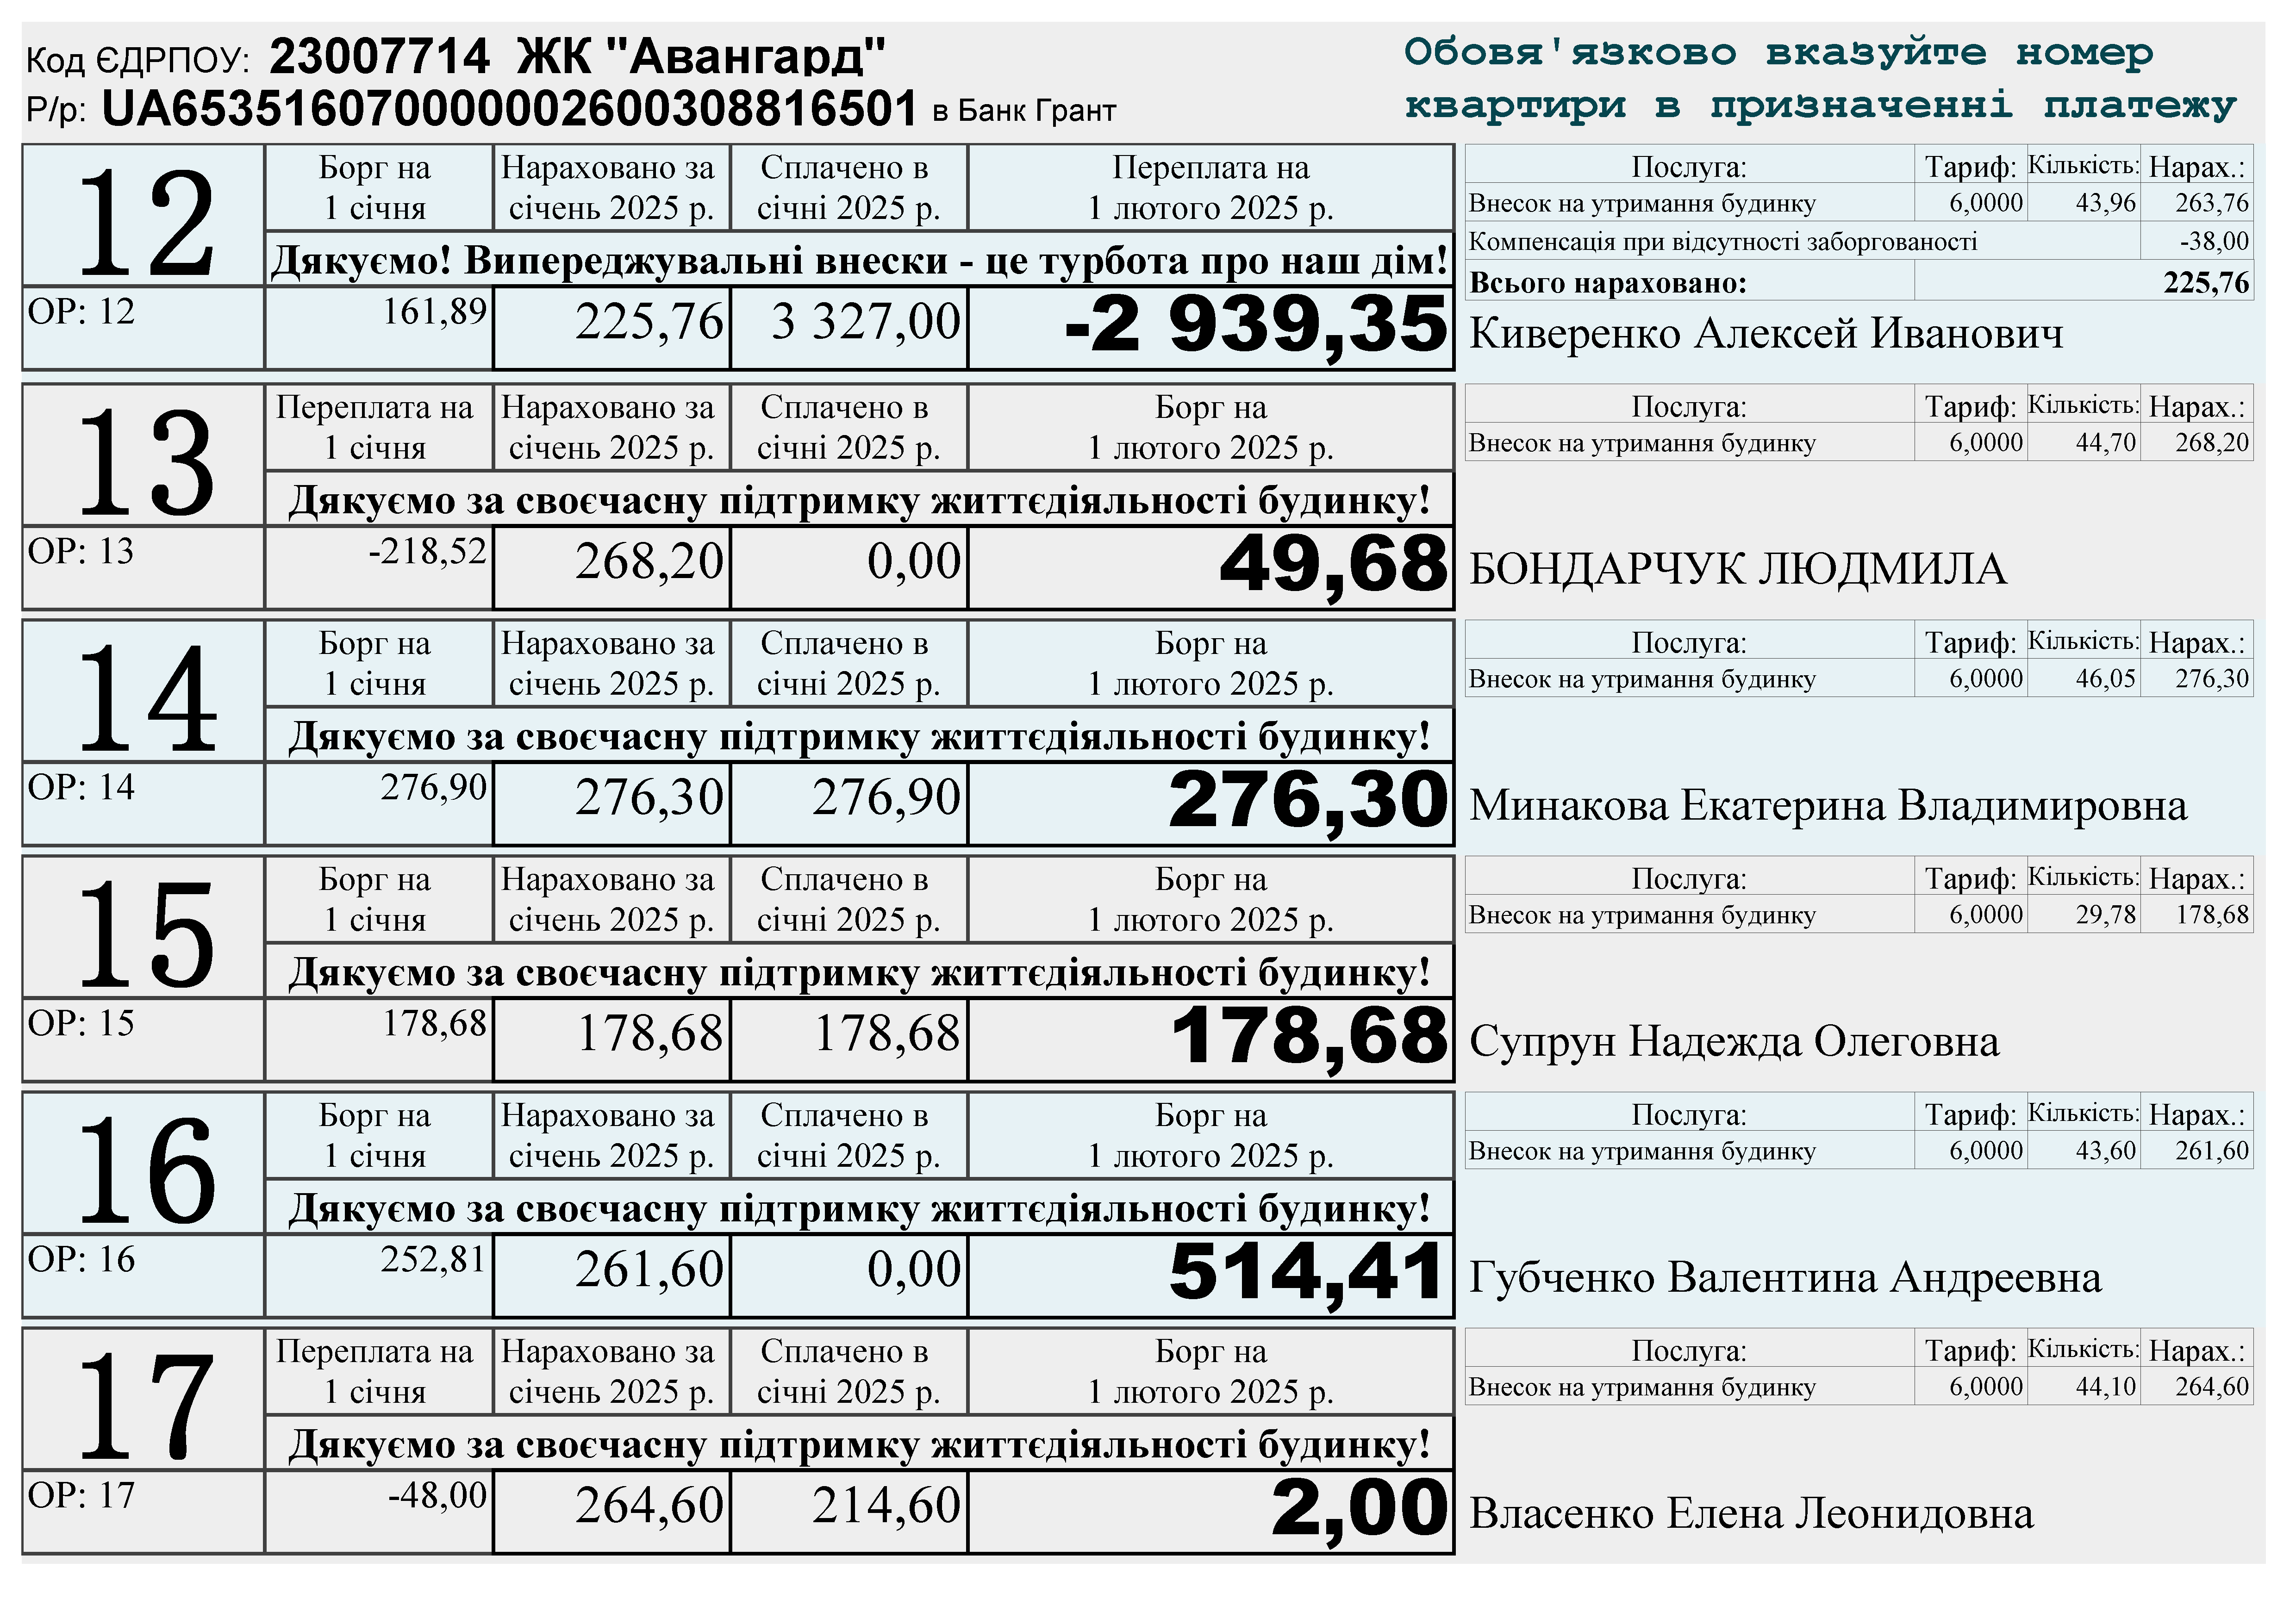 Код ЄДРПОУ: 23007714 ЖК "Авангард"
Р/р: UA653516070000002600308816501 в Банк Грант
Обовя'язково вказуйте номер
квартири в призначенні платежу
12
Борг на
1 січня
Нараховано за
січень 2025 р.
Сплачено в
січні 2025 р.
Переплата на
1 лютого 2025 р.
Дякуємо! Випереджувальні внески - це турбота про наш дім!
ОР: 12 161,89 225,76 3 327,00 -2 939,35
Послуга: Тариф: Кількість: Нарах.:
Внесок на утримання будинку 6,0000 43,96 263,76
Компенсація при відсутності заборгованості -38,00
Всього нараховано: 225,76
Киверенко Алексей Иванович
13
Переплата на
1 січня
Нараховано за
січень 2025 р.
Сплачено в
січні 2025 р.
Борг на
1 лютого 2025 р.
Дякуємо за своєчасну підтримку життєдіяльності будинку!
ОР: 13 -218,52 268,20 0,00 49,68
Послуга: Тариф: Кількість: Нарах.:
Внесок на утримання будинку 6,0000 44,70 268,20
БОНДАРЧУК ЛЮДМИЛА
14
Борг на
1 січня
Нараховано за
січень 2025 р.
Сплачено в
січні 2025 р.
Борг на
1 лютого 2025 р.
Дякуємо за своєчасну підтримку життєдіяльності будинку!
ОР: 14 276,90 276,30 276,90 276,30
Послуга: Тариф: Кількість: Нарах.:
Внесок на утримання будинку 6,0000 46,05 276,30
Минакова Екатерина Владимировна
15
Борг на
1 січня
Нараховано за
січень 2025 р.
Сплачено в
січні 2025 р.
Борг на
1 лютого 2025 р.
Дякуємо за своєчасну підтримку життєдіяльності будинку!
ОР: 15 178,68 178,68 178,68 178,68
Послуга: Тариф: Кількість: Нарах.:
Внесок на утримання будинку 6,0000 29,78 178,68
Супрун Надежда Олеговна
16
Борг на
1 січня
Нараховано за
січень 2025 р.
Сплачено в
січні 2025 р.
Борг на
1 лютого 2025 р.
Дякуємо за своєчасну підтримку життєдіяльності будинку!
ОР: 16 252,81 261,60 0,00 514,41
Послуга: Тариф: Кількість: Нарах.:
Внесок на утримання будинку 6,0000 43,60 261,60
Губченко Валентина Андреевна
17
Переплата на
1 січня
Нараховано за
січень 2025 р.
Сплачено в
січні 2025 р.
Борг на
1 лютого 2025 р.
Дякуємо за своєчасну підтримку життєдіяльності будинку!
ОР: 17 -48,00 264,60 214,60 2,00
Послуга: Тариф: Кількість: Нарах.:
Внесок на утримання будинку 6,0000 44,10 264,60
Власенко Елена Леонидовна